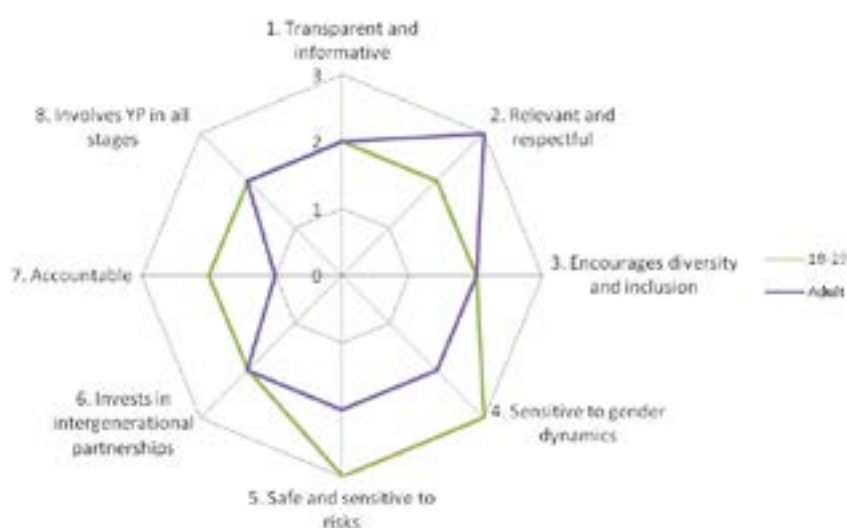 1. Transparent and
informative
3
8. Involves YP in all
stages
2. Relevant and
respectful
2
1
7. Accountable
0
3. Encourages diversity
and inclusion
Adult
6. Invests in
intergenerational
partnerships
4. Sensitive to gender
dynamics
5. Safe and sensitive to
risks